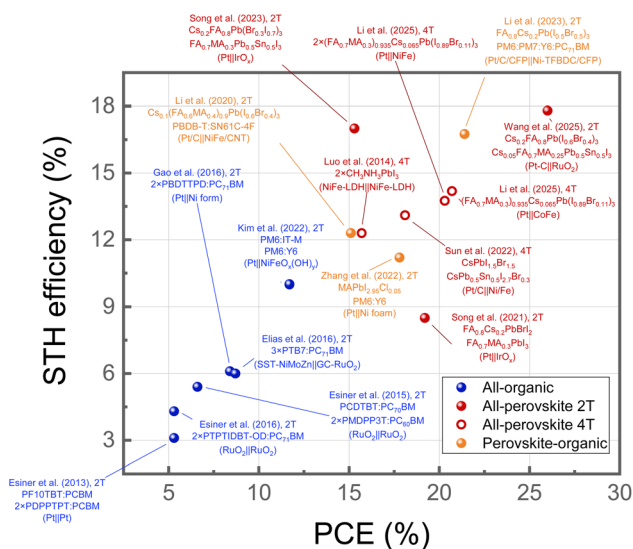 Song et al. (2023), 2T
Cs0.2FA0.8Pb(Br0.3I0.7)3
FA0.7MA0.3Pb0.5Sn0.5I3
(Pt||IrOx)
Li et al. (2025), 4T
2×(FA0.7MA0.3)0.935Cs0.065Pb(I0.89Br0.11)3
(Pt||NiFe)
Li et al. (2023), 2T
FA0.8Cs0.2Pb(I0.5Br0.5)3
PM6:PM7:Y6:PC71BM
(Pt/C/CFP||Ni-TFBDC/CFP)
Li et al. (2020), 2T
Cs0.1(FA0.6MA0.4)0.9Pb(I0.6Br0.4)3
PBDB-T:SN61C-4F
(Pt/C||NiFe/CNT)
Wang et al. (2025), 2T
Cs0.2FA0.8Pb(I0.6Br0.4)3
Cs0.05FA0.7MA0.25Pb0.5Sn0.5I3
(Pt-C||RuO2)
Gao et al. (2016), 2T
2×PBDTTPD:PC71BM
(Pt||Ni form)
Luo et al. (2014), 4T
2×CH3NH3PbI3
(NiFe-LDH||NiFe-LDH)
Li et al. (2025), 4T
(FA0.7MA0.3)0.935Cs0.065Pb(I0.89Br0.11)3
(Pt||CoFe)
Kim et al. (2022), 2T
PM6:IT-M
PM6:Y6
(Pt||NiFeOx(OH)y)
Sun et al. (2022), 4T
CsPbI1.5Br1.5
CsPb0.5Sn0.5I2.7Br0.3
(Pt/C||Ni/Fe)
Zhang et al. (2022), 2T
MAPbI2.95Cl0.05
PM6:Y6
(Pt||Ni foam)
Song et al. (2021), 2T
FA0.8Cs0.2PbBrI2
FA0.7MA0.3PbI3
(Pt||IrOx)
Elias et al. (2016), 2T
3×PTB7:PC71BM
(SST-NiMoZn||GC-RuO2)
Esiner et al. (2015), 2T
PCDTBT:PC70BM
2×PMDPP3T:PC60BM
(RuO2||RuO2)
Esiner et al. (2016), 2T
2×PTPTIDBT-OD:PC71BM
(RuO2||RuO2)
Esiner et al. (2013), 2T
PF10TBT:PCBM
2×PDPPTPT:PCBM
(Pt||Pt)
All-organic
All-perovskite 2T
All-perovskite 4T
Perovskite-organic
STH efficiency (%)
18
15
12
9
6
3
5
10
15
20
25
30
PCE (%)